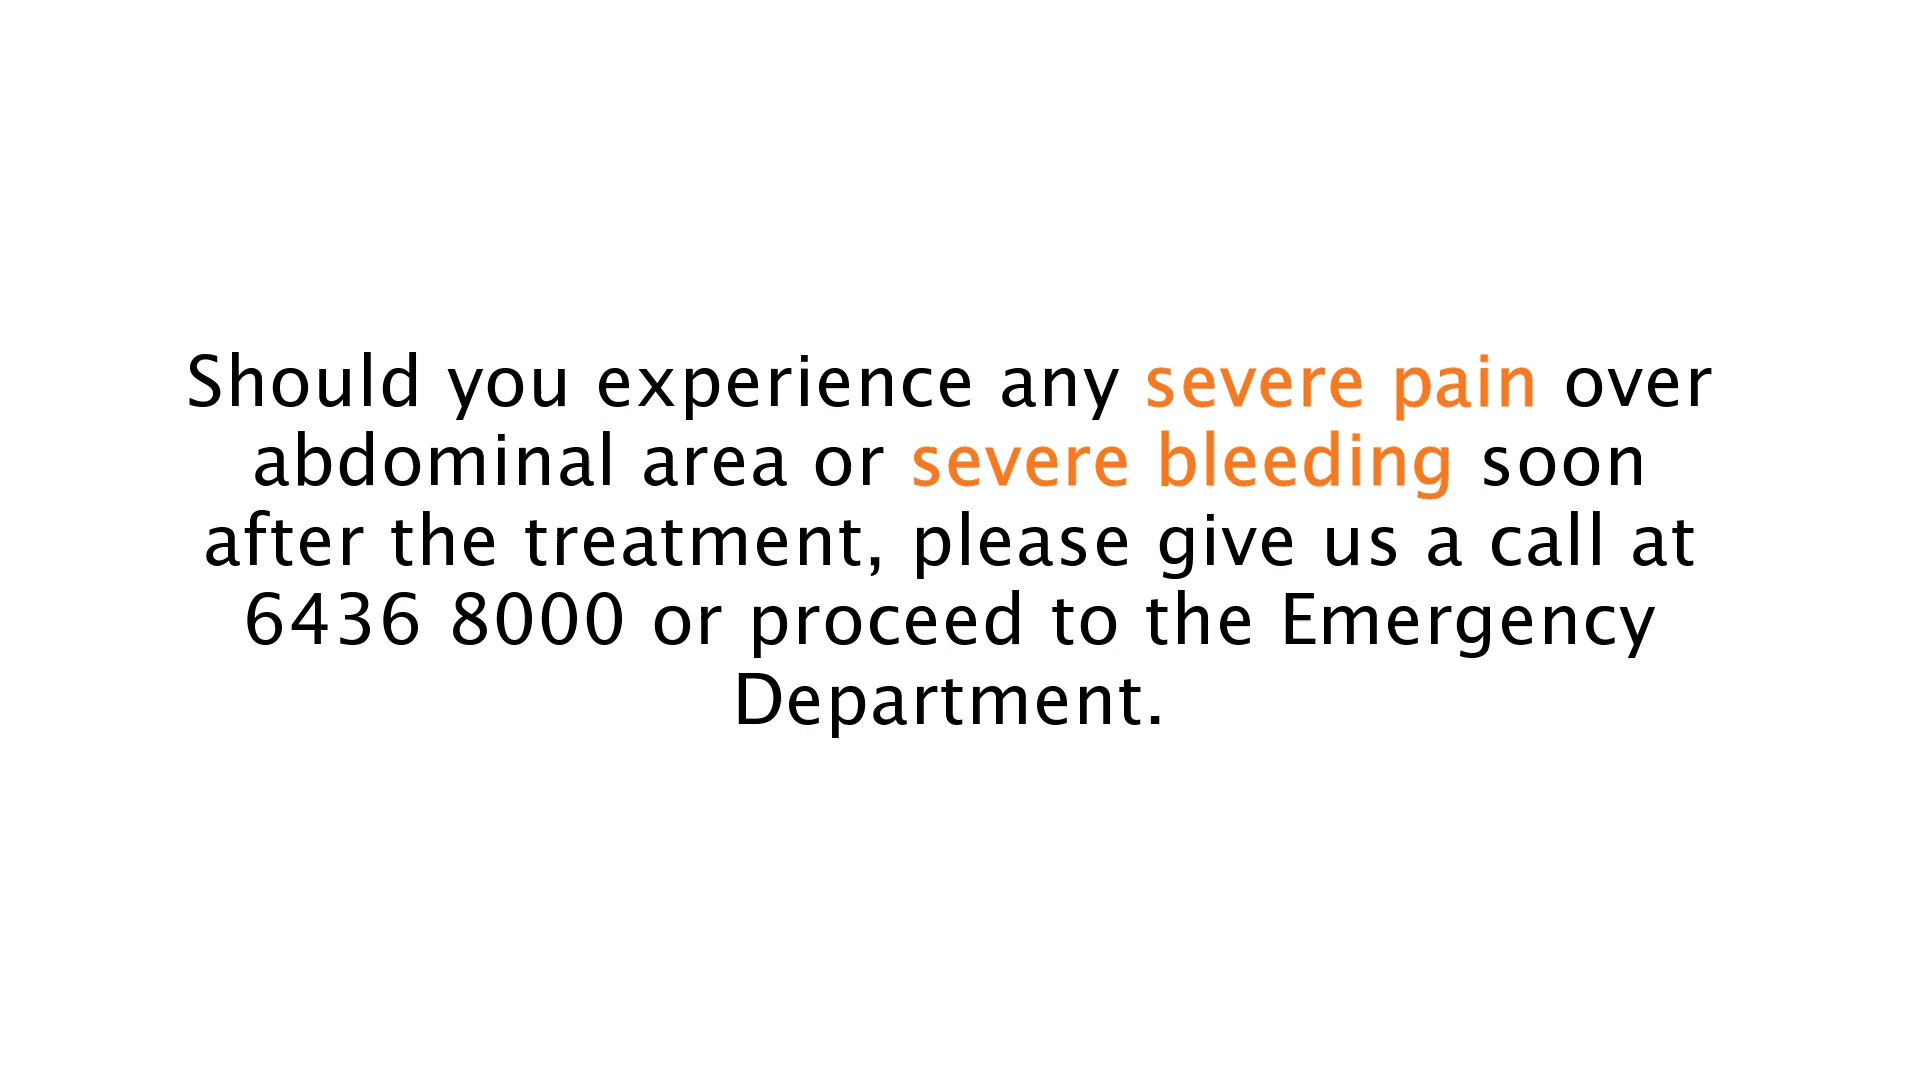 Should you experience any severe pain over
abdominal area or severe bleeding soon
after the treatment, please give us a call at
6436 8000 or proceed to the Emergency
Department.